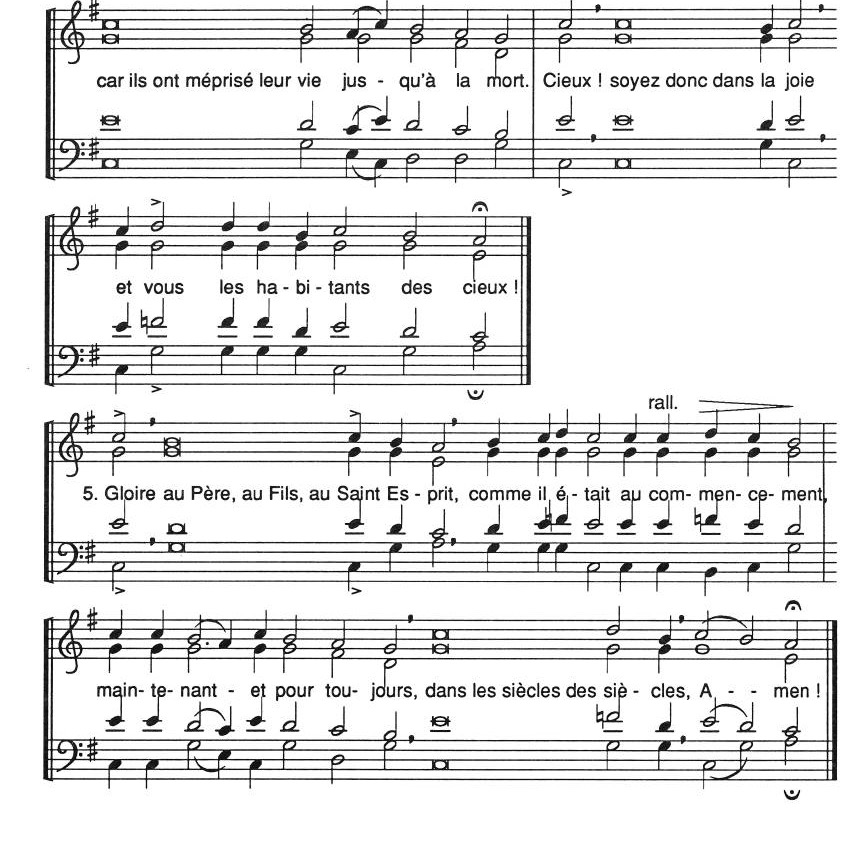 car ils ont méprisé leur vie jus - qu'à la mort. Cieux ! soyez donc dans la joie
et vous les ha - bi - tants des cieux !
rall.
5. Gloire au Père, au Fils, au Saint Es - prit, comme il é - tait au com- men- ce- ment,
main- te- nant - et pour tou- jours, dans les siècles des siè - cles, A - - men !